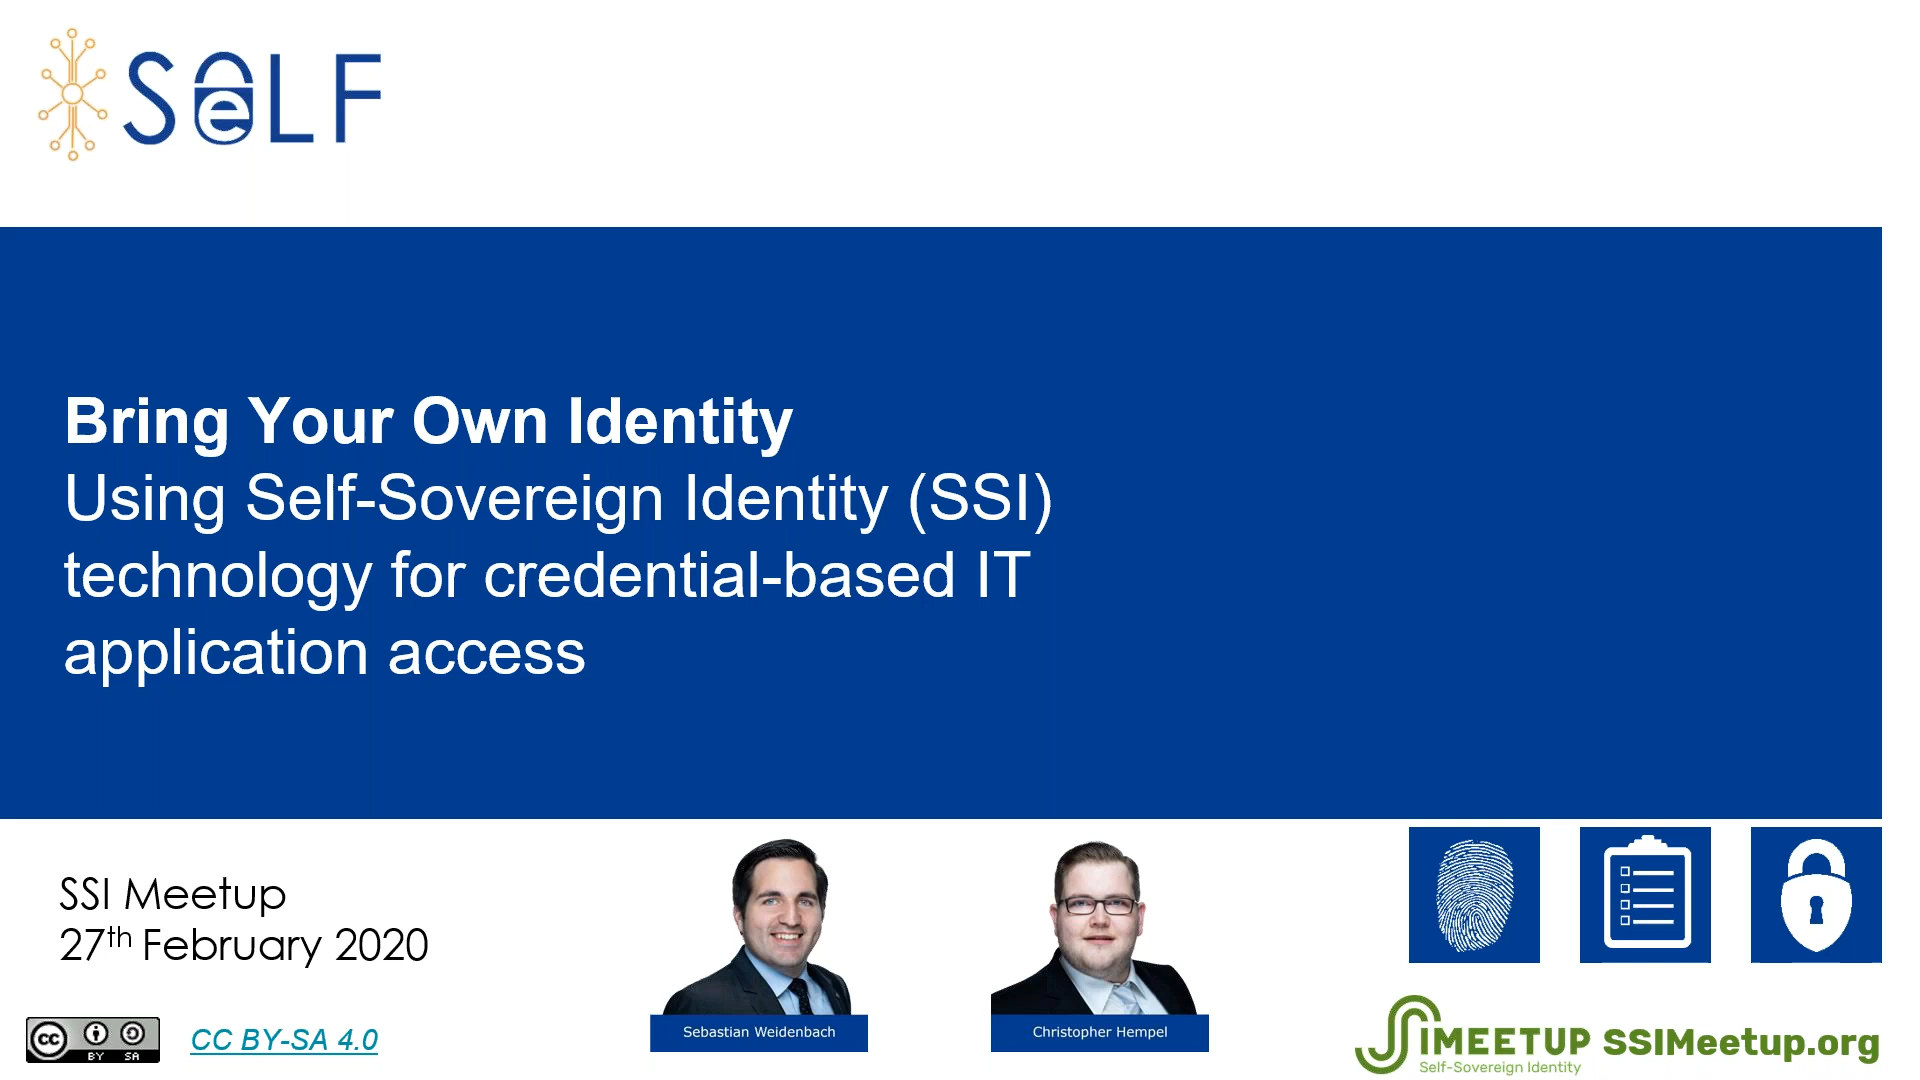 SeLF
Bring Your Own Identity
Using Self-Sovereign Identity (SSI)
technology for credential-based IT
application access
SSI Meetup
27th February 2020
cc BY SA
CC BY-SA 4.0
Sebastian Weidenbach
Christopher Hempel
SSIMEETUP
Self-Sovereign Identity
SSIMeetup.org